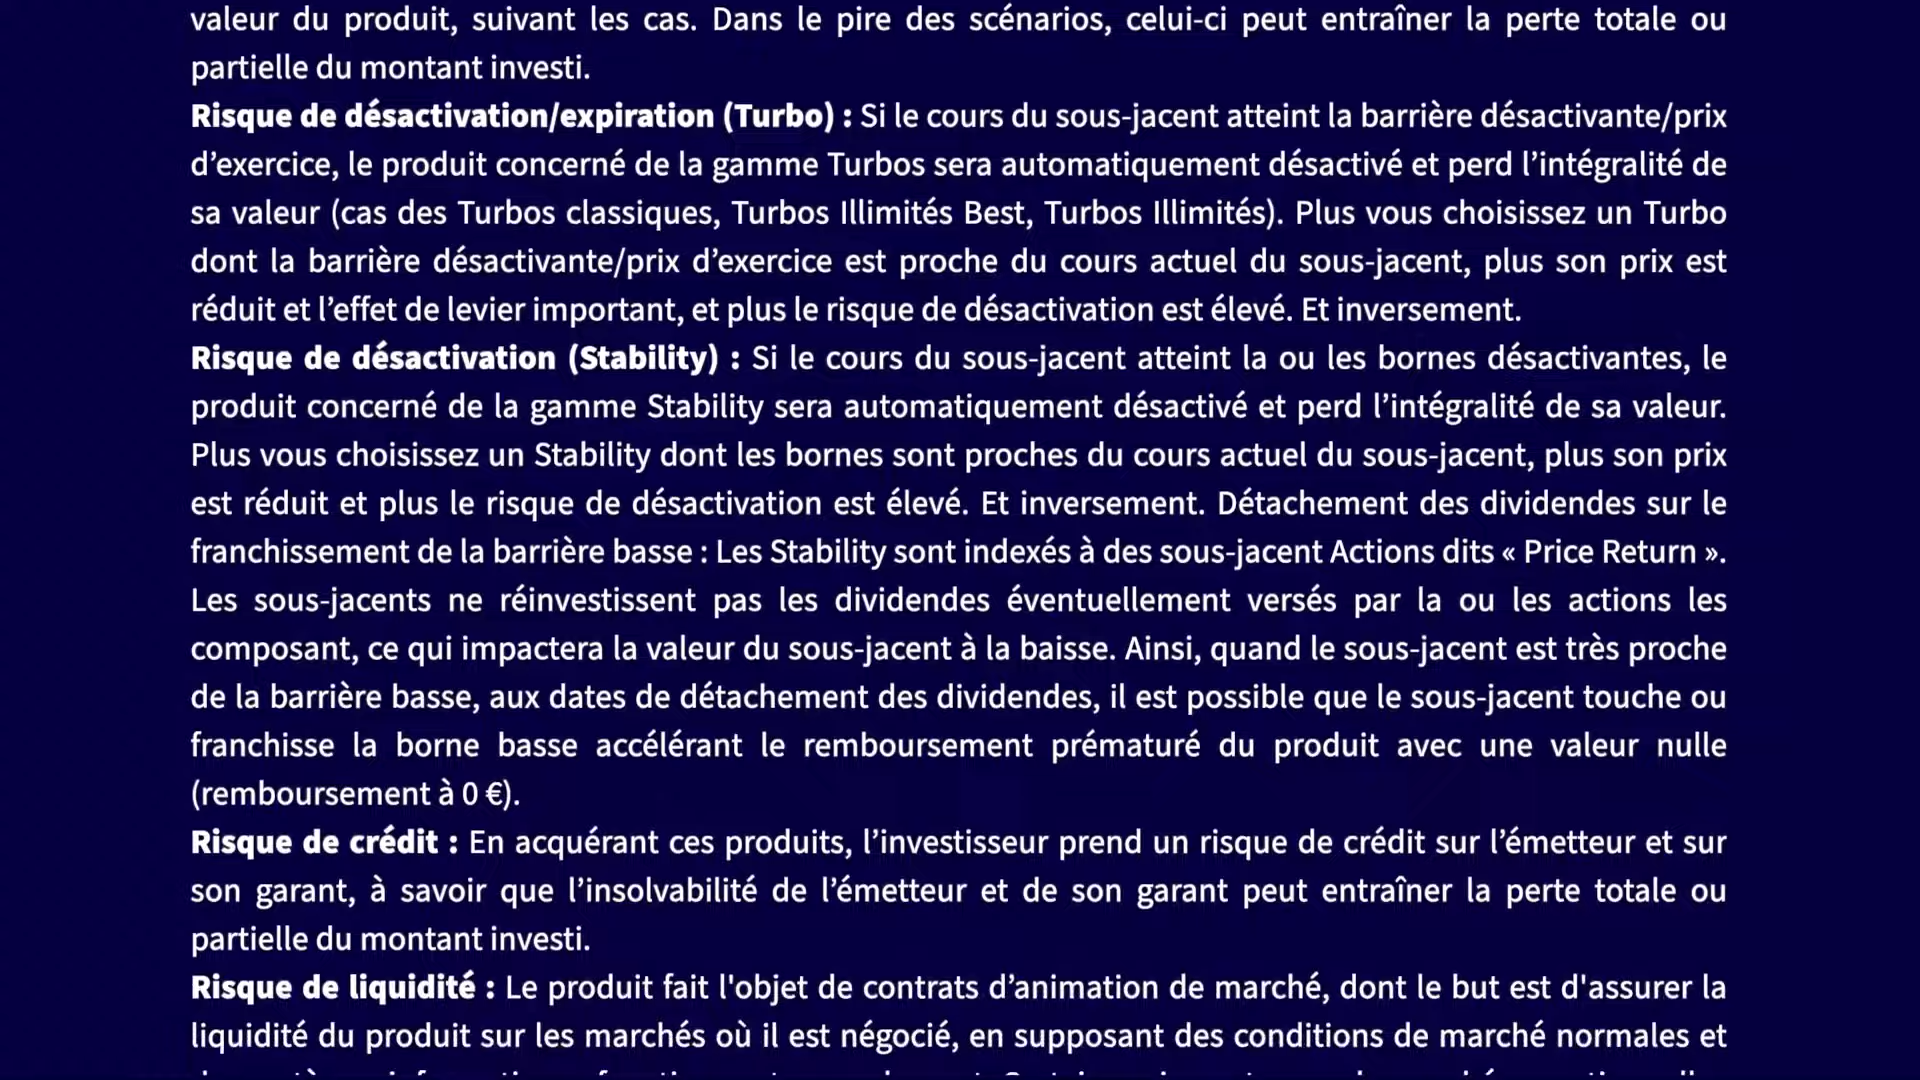 valeur du produit, suivant les cas. Dans le pire des scénarios, celui-ci peut entraîner la perte totale ou
partielle du montant investi.
Risque de désactivation/expiration (Turbo) : Si le cours du sous-jacent atteint la barrière désactivante/prix
d’exercice, le produit concerné de la gamme Turbos sera automatiquement désactivé et perd l’intégralité de
sa valeur (cas des Turbos classiques, Turbos Illimités Best, Turbos Illimités). Plus vous choisissez un Turbo
dont la barrière désactivante/prix d’exercice est proche du cours actuel du sous-jacent, plus son prix est
réduit et l’effet de levier important, et plus le risque de désactivation est élevé. Et inversement.
Risque de désactivation (Stability) : Si le cours du sous-jacent atteint la ou les bornes désactivantes, le
produit concerné de la gamme Stability sera automatiquement désactivé et perd l’intégralité de sa valeur.
Plus vous choisissez un Stability dont les bornes sont proches du cours actuel du sous-jacent, plus son prix
est réduit et plus le risque de désactivation est élevé. Et inversement. Détachement des dividendes sur le
franchissement de la barrière basse : Les Stability sont indexés à des sous-jacent Actions dits « Price Return ».
Les sous-jacents ne réinvestissent pas les dividendes éventuellement versés par la ou les actions les
composant, ce qui impactera la valeur du sous-jacent à la baisse. Ainsi, quand le sous-jacent est très proche
de la barrière basse, aux dates de détachement des dividendes, il est possible que le sous-jacent touche ou
franchisse la borne basse accélérant le remboursement prématuré du produit avec une valeur nulle
(remboursement à 0 €).
Risque de crédit : En acquérant ces produits, l’investisseur prend un risque de crédit sur l’émetteur et sur
son garant, à savoir que l’insolvabilité de l’émetteur et de son garant peut entraîner la perte totale ou
partielle du montant investi.
Risque de liquidité : Le produit fait l'objet de contrats d’animation de marché, dont le but est d'assurer la
liquidité du produit sur les marchés où il est négocié, en supposant des conditions de marché normales et